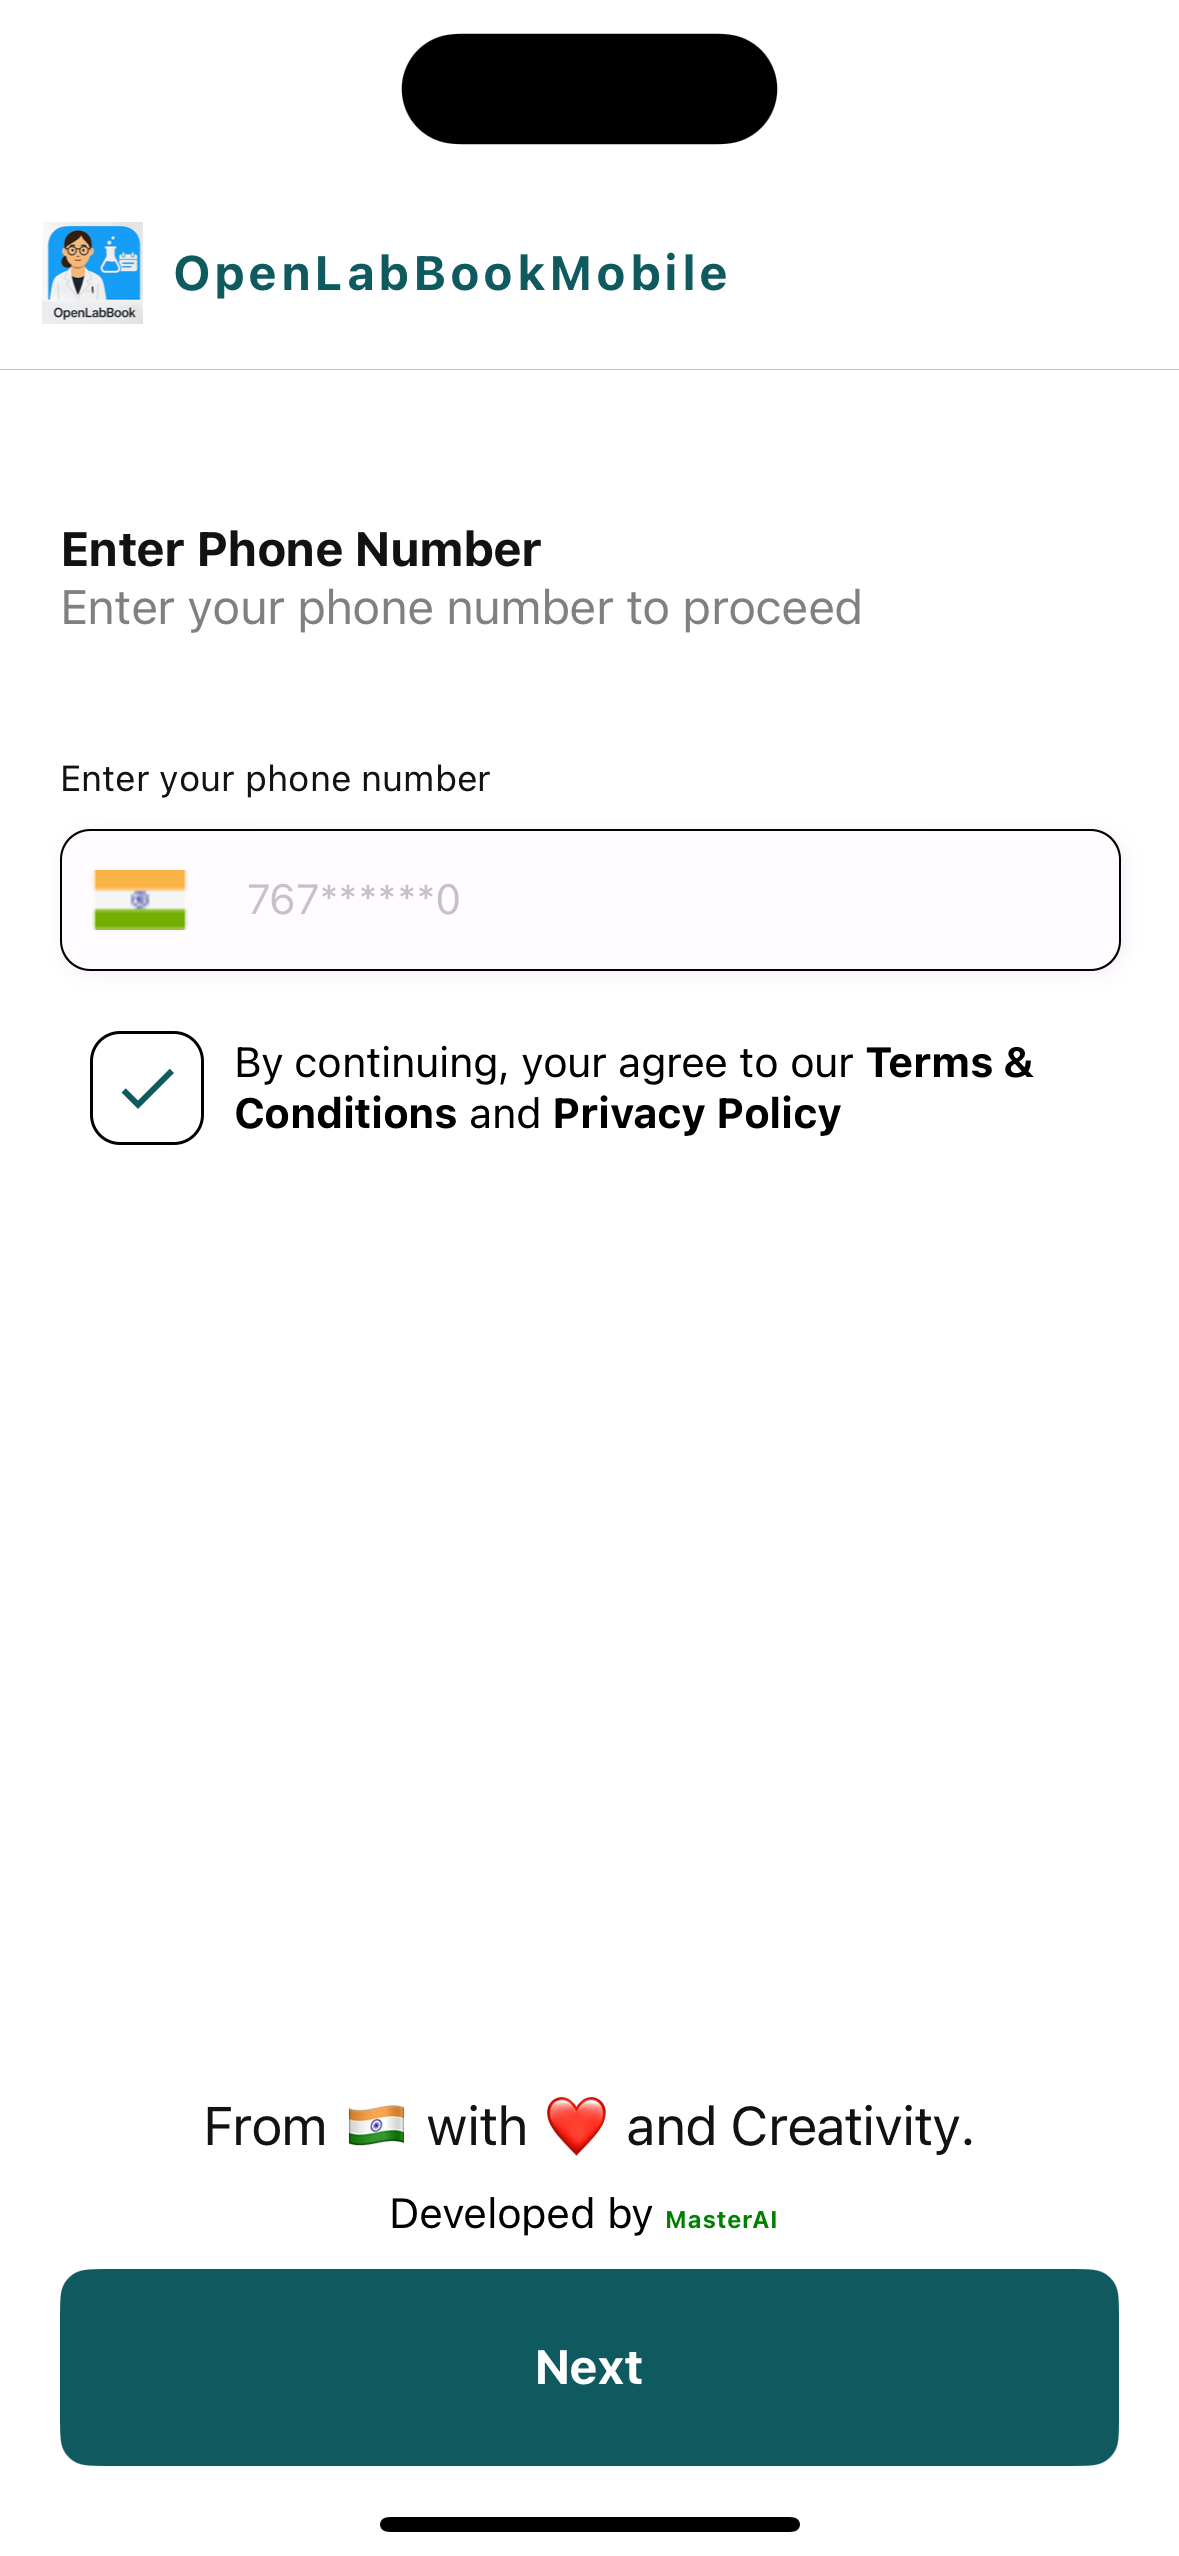 OpenLabBook
OpenLabBookMobile
Enter Phone Number
Enter your phone number to proceed
Enter your phone number
767******0
By continuing, your agree to our Terms &
Conditions and Privacy Policy
From 🇮🇳 with ❤️ and Creativity.
Developed by MasterAI
Next